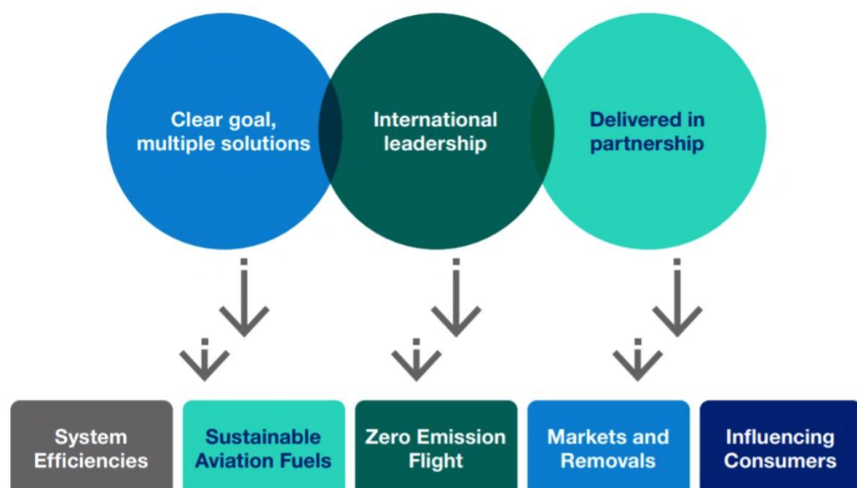 Clear goal,
multiple solutions
International
leadership
Delivered in
partnership
System
Efficiencies
Sustainable
Aviation Fuels
Zero Emission
Flight
Markets and
Removals
Influencing
Consumers